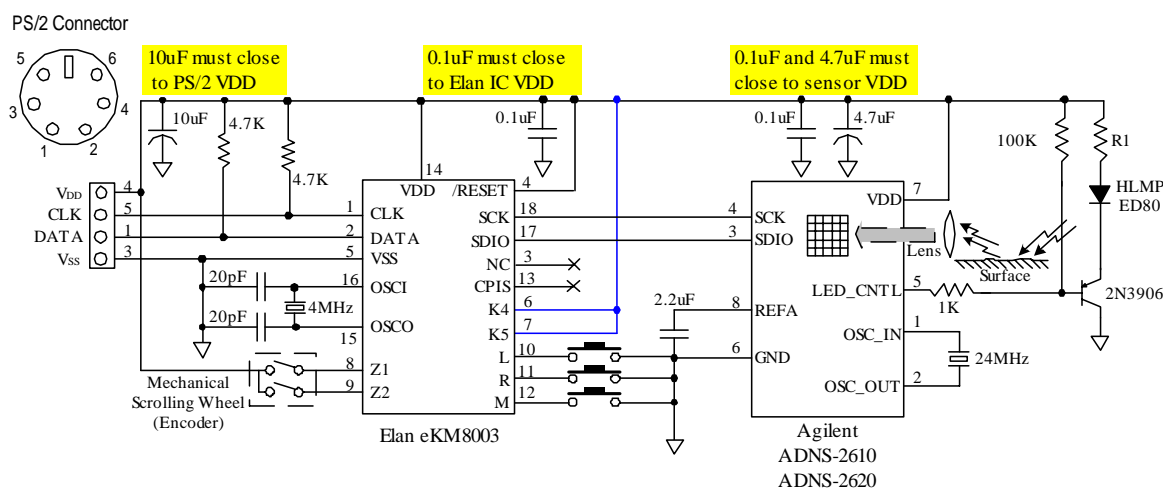 PS/2 Connector
5
6
3
4
1
2
10uF must close
to PS/2 VDD
0.1uF must close
to Elan IC VDD
0.1uF and 4.7uF must
close to sensor VDD
10uF
4.7K
4.7K
0.1uF
0.1uF
4.7uF
100K
R1
HLMP
ED80
2N3906
VDD 4
CLK 5
DATA 1
VSS 3
20pF
20pF
4MHz
Mechanical
Scrolling Wheel
(Encoder)
14
VDD
/RESET 4
1 CLK
SCK 18
2 DATA
SDIO 17
5 VSS
NC 3
16 OSCI
CPIS 13
K4 6
OSCO
15
K5 7
L 10
8 Z1
R 11
9 Z2
M 12
Elan eKM8003
2.2uF
VDD 7
4 SCK
3 SDIO
Lens
Surface
LED_CNTL 5
1K
8 REFA
OSC_IN 1
6 GND
24MHz
OSC_OUT 2
Agilent
ADNS-2610
ADNS-2620